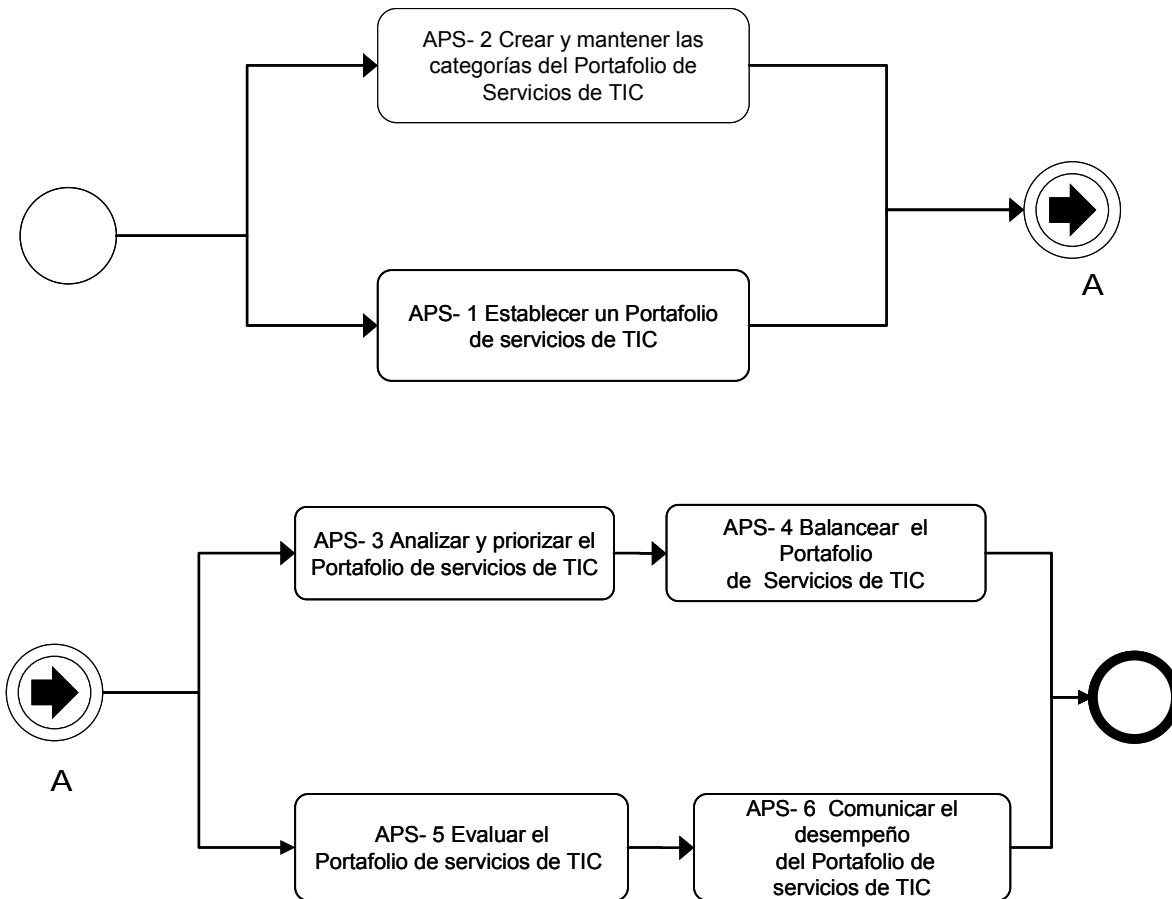 APS- 2 Crear y mantener las
categorías del Portafolio de
Servicios de TIC
A
APS- 1 Establecer un Portafolio
de servicios de TIC
APS- 3 Analizar y priorizar el
Portafolio de servicios de TIC
APS- 4 Balancear el
Portafolio
de Servicios de TIC
A
APS- 5 Evaluar el
Portafolio de servicios de TIC
APS- 6 Comunicar el
desempeño
del Portafolio de
servicios de TIC